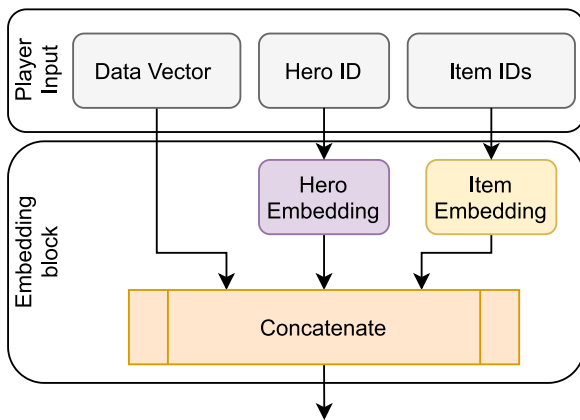 Player
Input
Data Vector
Hero ID
Item IDs
Embedding
block
Hero
Embedding
Item
Embedding
Concatenate